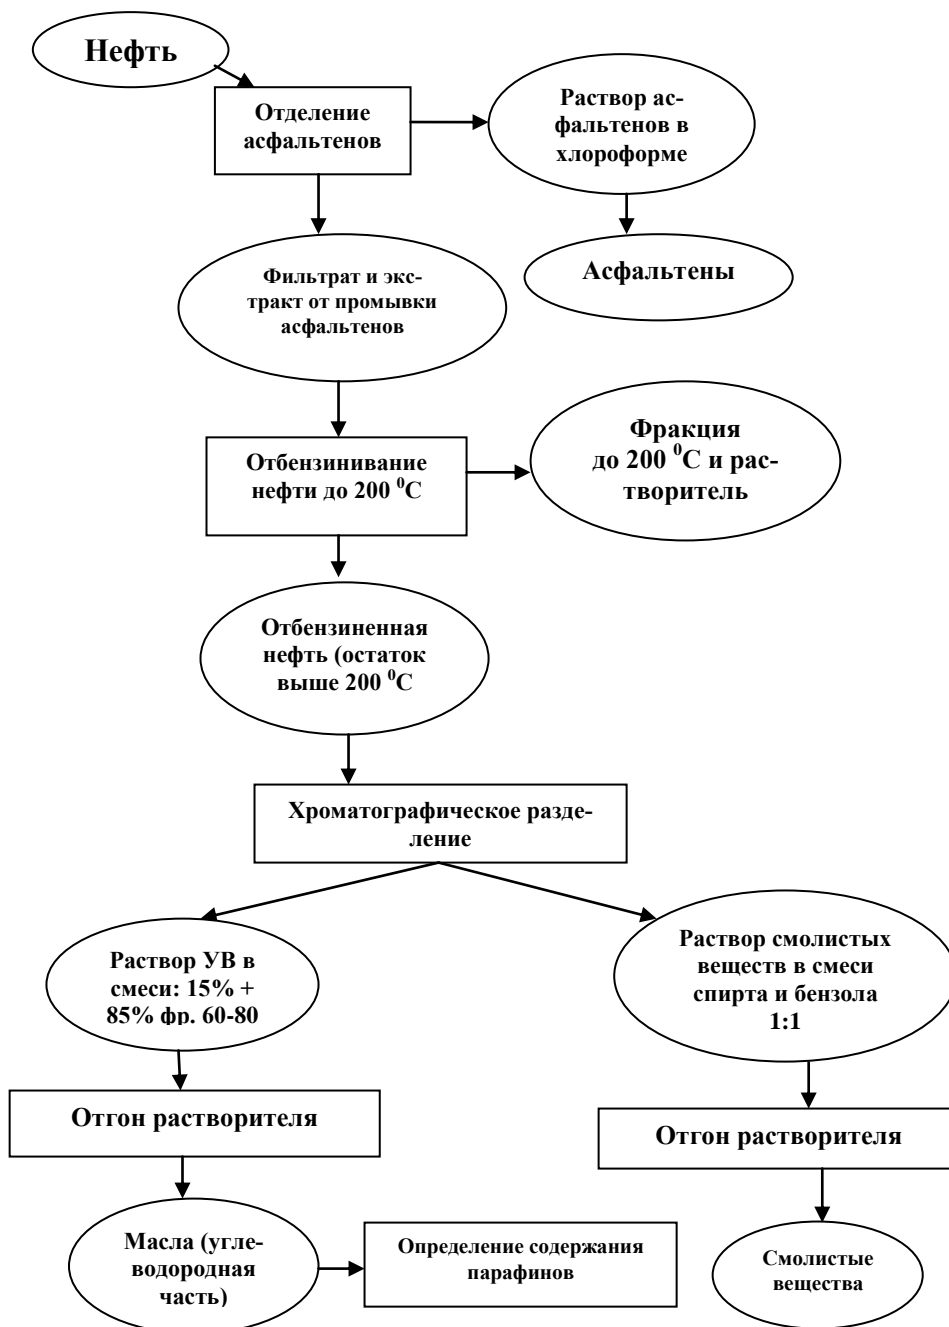 Нефть
Отделение
асфальтенов
Раствор ас-
фальтенов в
хлороформе
Асфальтены
Фильтрат и экс-
тракт от промывки
асфальтенов
Отбензинивание
нефти до 200 ⁰С
Фракция
до 200 ⁰С и рас-
творитель
Отбензиненная
нефть (остаток
выше 200 ⁰С
Хроматографическое разде-
ление
Раствор УВ в
смеси: 15% +
85% фр. 60-80
Раствор смолистых
веществ в смеси
спирта и бензола
1:1
Отгон растворителя
Отгон растворителя
Масла (угле-
водородная
часть)
Определение содержания
парафинов
Смолистые
вещества